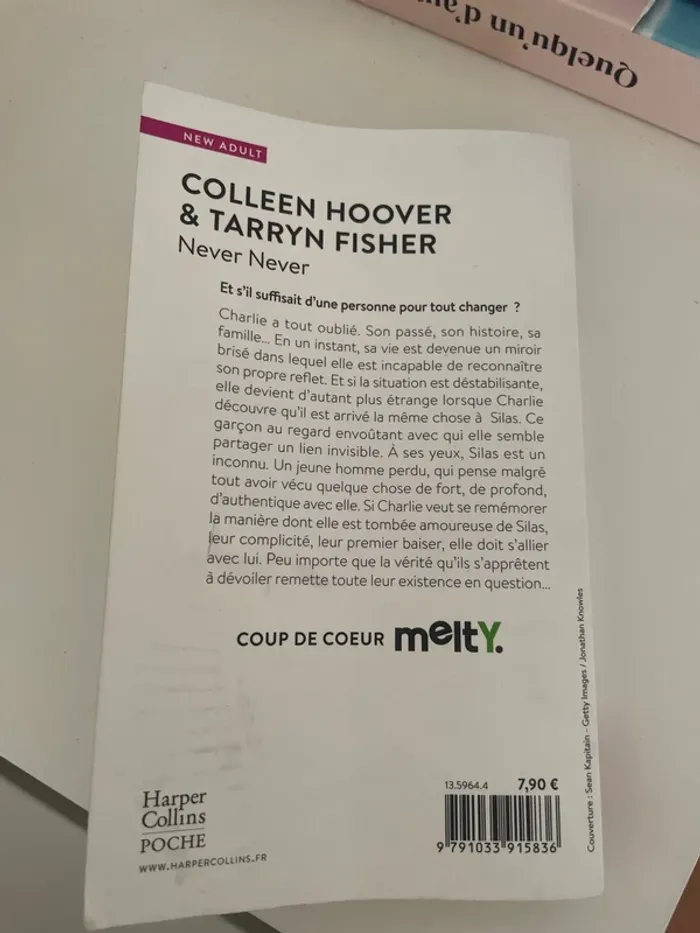 Quelqu'un d'au
NEW ADULT
COLLEEN HOOVER
& TARRYN FISHER
Never Never
Et s'il suffisait d'une personne pour tout changer ?
Charlie a tout oublié. Son passé, son histoire, sa
famille... En un instant, sa vie est devenue un miroir
brisé dans lequel elle est incapable de reconnaître
son propre reflet. Et si la situation est déstabilisante,
elle devient d'autant plus étrange lorsque Charlie
découvre qu'il est arrivé la même chose à Silas. Ce
garçon au regard envoûtant avec qui elle semble
partager un lien invisible. À ses yeux, Silas est un
inconnu. Un jeune homme perdu, qui pense malgré
tout avoir vécu quelque chose de fort, de profond,
d'authentique avec elle. Si Charlie veut se remémorer
la manière dont elle est tombée amoureuse de Silas,
leur complicité, leur premier baiser, elle doit s'allier
avec lui. Peu importe que la vérité qu'ils s'apprêtent
à dévoiler remette toute leur existence en question...
COUP DE COEUR meltY.
Harper
Collins
POCHE
WWW.HARPERCOLLINS.FR
13.5964.4 7,90 €
9 791033 915836
Couverture : Sean Kapitain - Getty Images / Jonathan Knowles